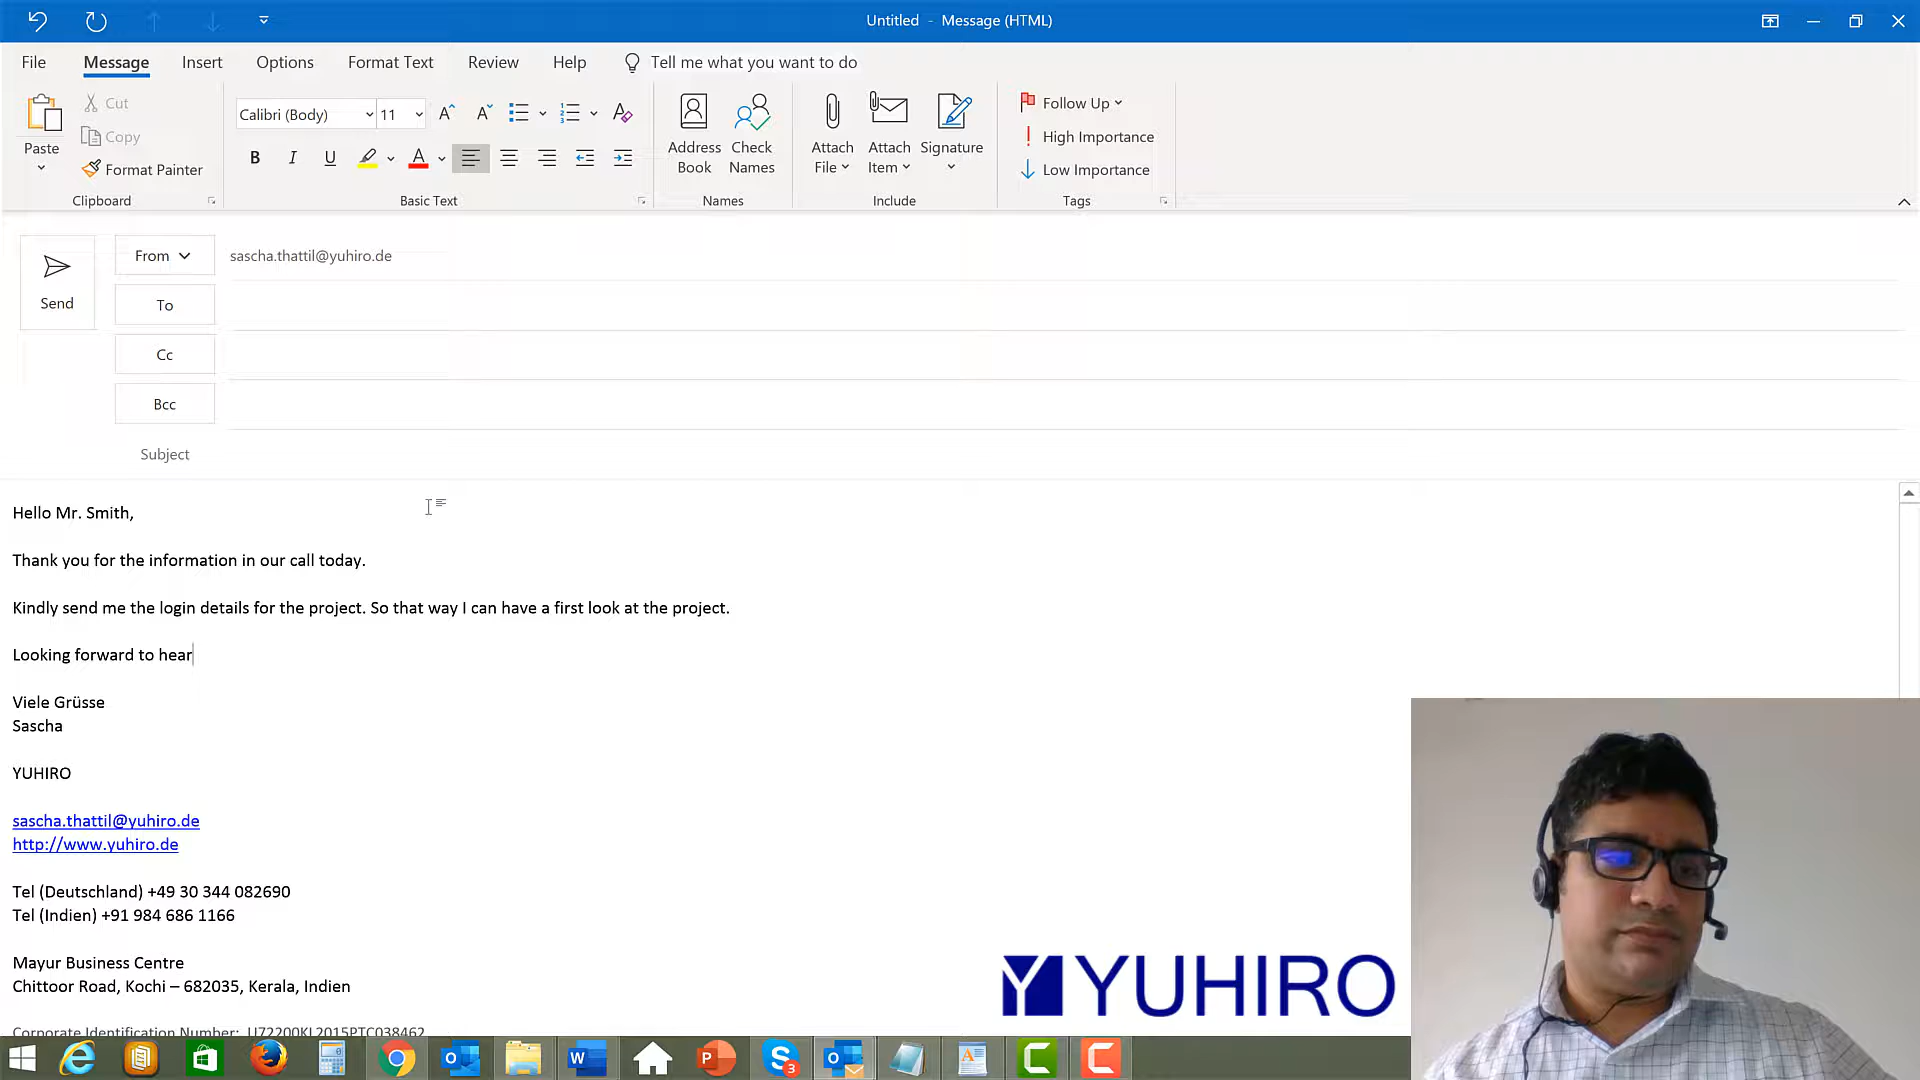 Untitled - Message (HTML)
File Message Insert Options Format Text Review Help Tell me what you want to do
Paste
Cut
Copy
Format Painter
Clipboard
Calibri (Body) 11
B I U
Basic Text
Address Book
Check Names
Names
Attach File
Attach Item
Signature
Include
Follow Up
High Importance
Low Importance
Tags
Send
From sascha.thattil@yuhiro.de
To
Cc
Bcc
Subject
Hello Mr. Smith,
Thank you for the information in our call today.
Kindly send me the login details for the project. So that way I can have a first look at the project.
Looking forward to hear
Viele Grüsse
Sascha
YUHIRO
sascha.thattil@yuhiro.de
http://www.yuhiro.de
Tel (Deutschland) +49 30 344 082690
Tel (Indien) +91 984 686 1166
Mayur Business Centre
Chittoor Road, Kochi – 682035, Kerala, Indien
Corporate Identification Number: U72200KL2015PTC038462
YUHIRO